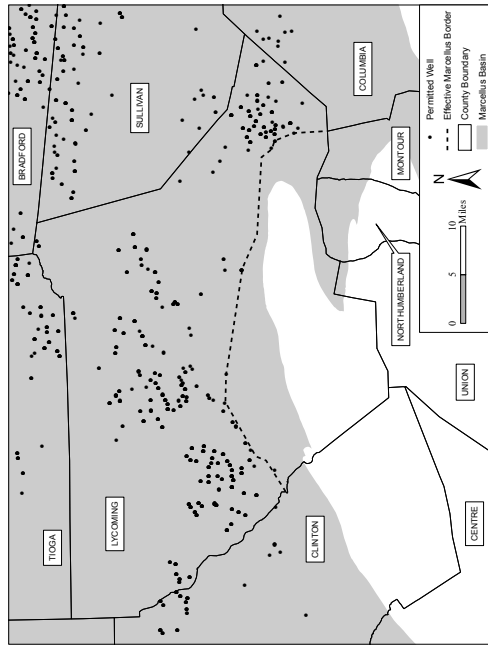 BRADFORD
SULLIVAN
COLUMBIA
TIOGA
LYCOMING
CLINTON
MONTOUR
NORTHUMBERLAND
UNION
CENTRE
Permitted Well
Effective Marcellus Border
County Boundary
Marcellus Basin
N
0 5 10
Miles